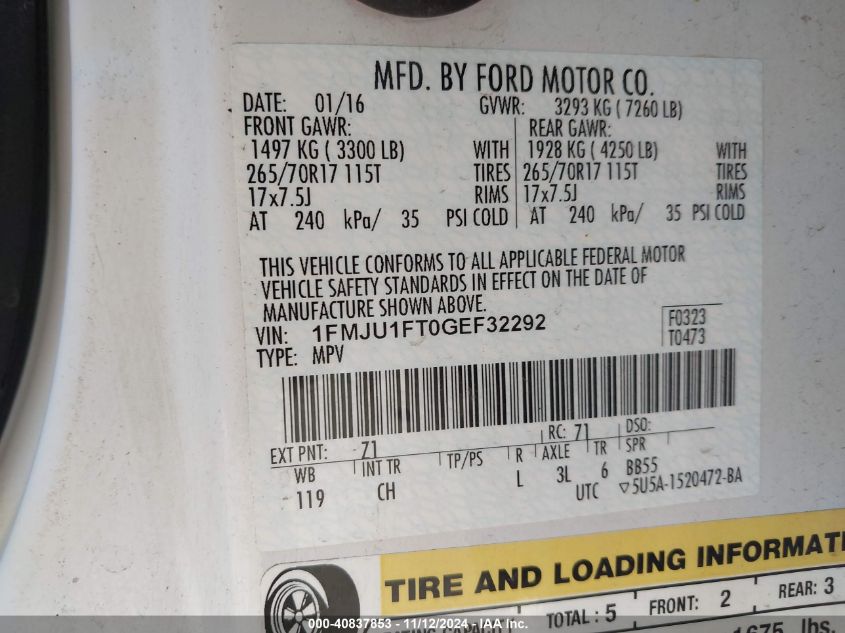 MFD. BY FORD MOTOR CO.
DATE: 01/16 GVWR: 3293 KG ( 7260 LB)
FRONT GAWR: REAR GAWR:
1497 KG ( 3300 LB) WITH 1928 KG ( 4250 LB) WITH
265/70R17 115T TIRES 265/70R17 115T TIRES
17x7.5J RIMS 17x7.5J RIMS
AT 240 kPa/ 35 PSI COLD AT 240 kPa/ 35 PSI COLD
THIS VEHICLE CONFORMS TO ALL APPLICABLE FEDERAL MOTOR
VEHICLE SAFETY STANDARDS IN EFFECT ON THE DATE OF
MANUFACTURE SHOWN ABOVE.
VIN: 1FMJU1FT0GEF32292 F0323
TYPE: MPV T0473
EXT PNT: 71 RC: 71 DSO:
WB INT TR TP/PS R AXLE TR SPR
119 CH L 3L 6 BB55
UTC ▽5U5A-1520472-BA
TIRE AND LOADING INFORMATI
TOTAL : 5 FRONT: 2 REAR: 3
SEATING CAPACITY
1675 lbs.
000-40837853 - 11/12/2024 - IAA Inc.